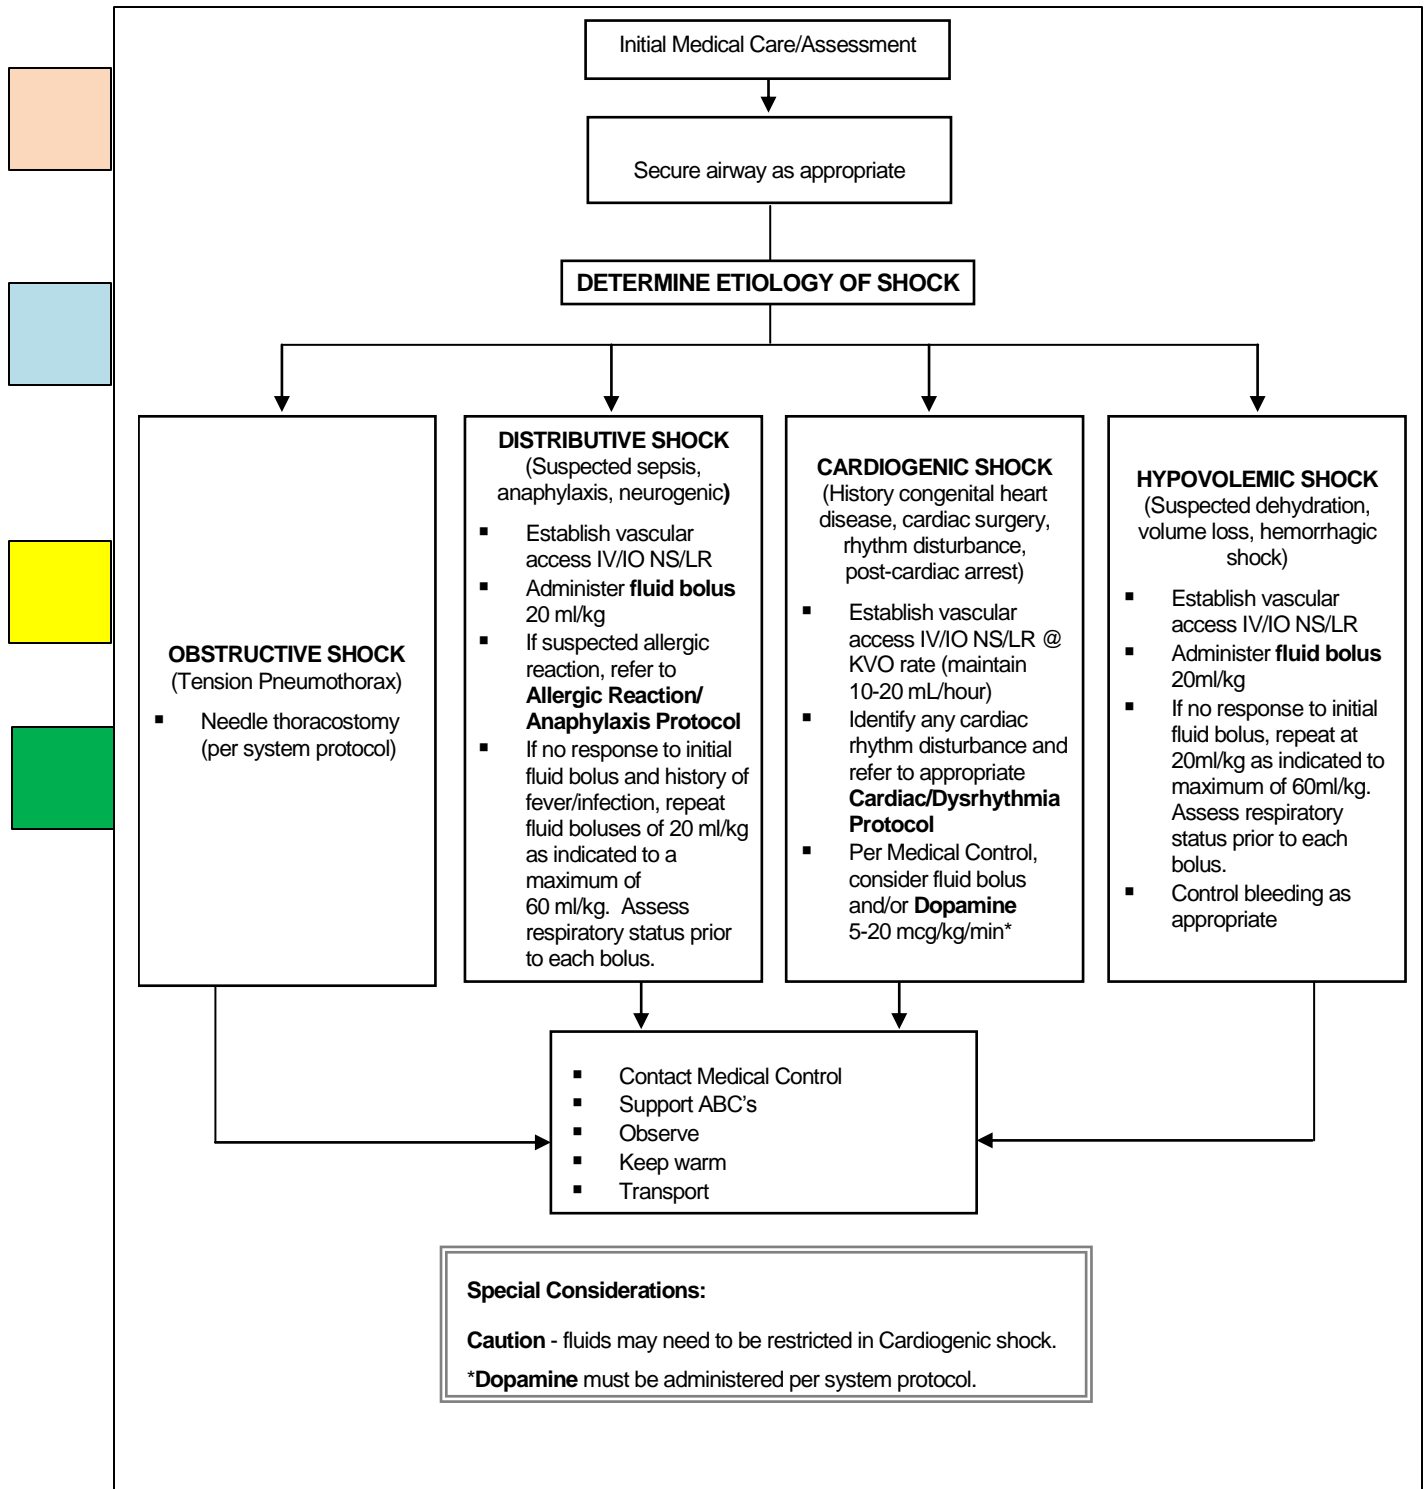 Initial Medical Care/Assessment
Secure airway as appropriate
DETERMINE ETIOLOGY OF SHOCK
OBSTRUCTIVE SHOCK
(Tension Pneumothorax)
▪ Needle thoracostomy
(per system protocol)
DISTRIBUTIVE SHOCK
(Suspected sepsis,
anaphylaxis, neurogenic)
▪ Establish vascular
access IV/IO NS/LR
▪ Administer fluid bolus
20 ml/kg
▪ If suspected allergic
reaction, refer to
Allergic Reaction/
Anaphylaxis Protocol
▪ If no response to initial
fluid bolus and history of
fever/infection, repeat
fluid boluses of 20 ml/kg
as indicated to a
maximum of
60 ml/kg. Assess
respiratory status prior
to each bolus.
CARDIOGENIC SHOCK
(History congenital heart
disease, cardiac surgery,
rhythm disturbance,
post-cardiac arrest)
▪ Establish vascular
access IV/IO NS/LR @
KVO rate (maintain
10-20 mL/hour)
▪ Identify any cardiac
rhythm disturbance and
refer to appropriate
Cardiac/Dysrhythmia
Protocol
▪ Per Medical Control,
consider fluid bolus
and/or Dopamine
5-20 mcg/kg/min*
HYPOVOLEMIC SHOCK
(Suspected dehydration,
volume loss, hemorrhagic
shock)
▪ Establish vascular
access IV/IO NS/LR
▪ Administer fluid bolus
20ml/kg
▪ If no response to initial
fluid bolus, repeat at
20ml/kg as indicated to
maximum of 60ml/kg.
Assess respiratory
status prior to each
bolus.
▪ Control bleeding as
appropriate
▪ Contact Medical Control
▪ Support ABC's
▪ Observe
▪ Keep warm
▪ Transport
Special Considerations:
Caution - fluids may need to be restricted in Cardiogenic shock.
*Dopamine must be administered per system protocol.